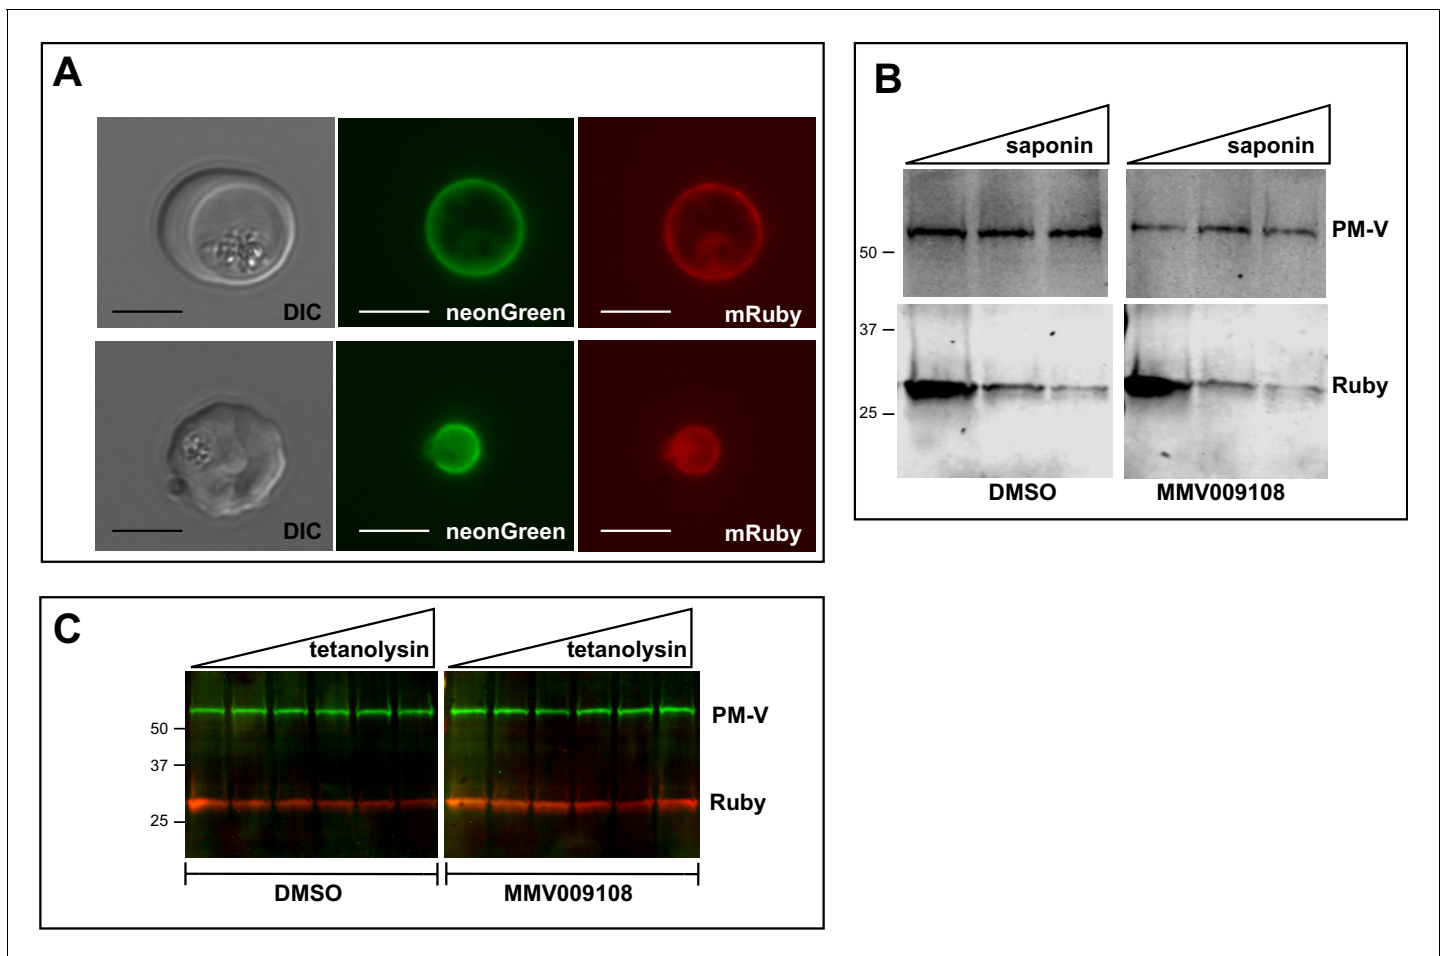 A
DIC
neonGreen
mRuby
DIC
neonGreen
mRuby
B
saponin
saponin
PM-V
50
37
Ruby
25
DMSO
MMV009108
C
tetanolysin
tetanolysin
PM-V
50
37
Ruby
25
DMSO
MMV009108